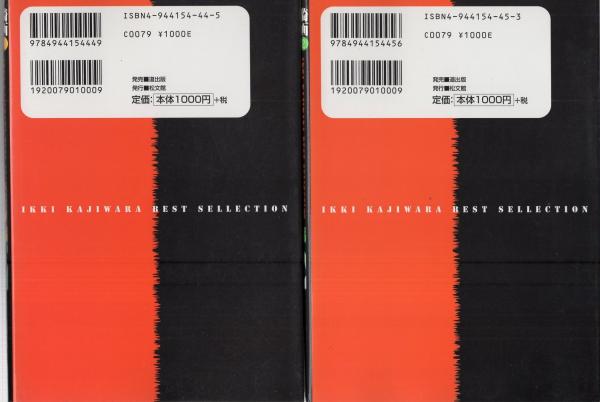 ISBN4-944154-44-5
9784944154449
C0079 ¥1000E
1920079010009
発売■道出版
発行■松文館
定価：本体1000円＋税
IKKI KAJIWARA BEST SELLECTION
ISBN4-944154-45-3
9784944154456
C0079 ¥1000E
1920079010009
発売■道出版
発行■松文館
定価：本体1000円＋税
IKKI KAJIWARA BEST SELLECTION